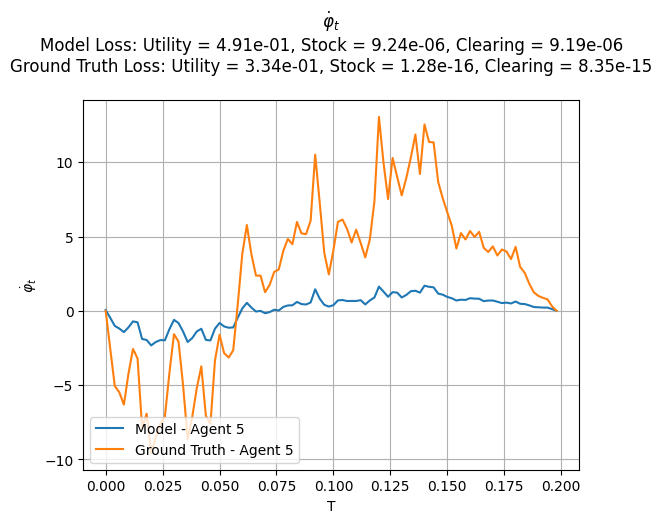 φ̇ₜ
Model Loss: Utility = 4.91e-01, Stock = 9.24e-06, Clearing = 9.19e-06
Ground Truth Loss: Utility = 3.34e-01, Stock = 1.28e-16, Clearing = 8.35e-15
10
5
0
−5
−10
φ̇ₜ
Model - Agent 5
Ground Truth - Agent 5
0.000 0.025 0.050 0.075 0.100 0.125 0.150 0.175 0.200
T